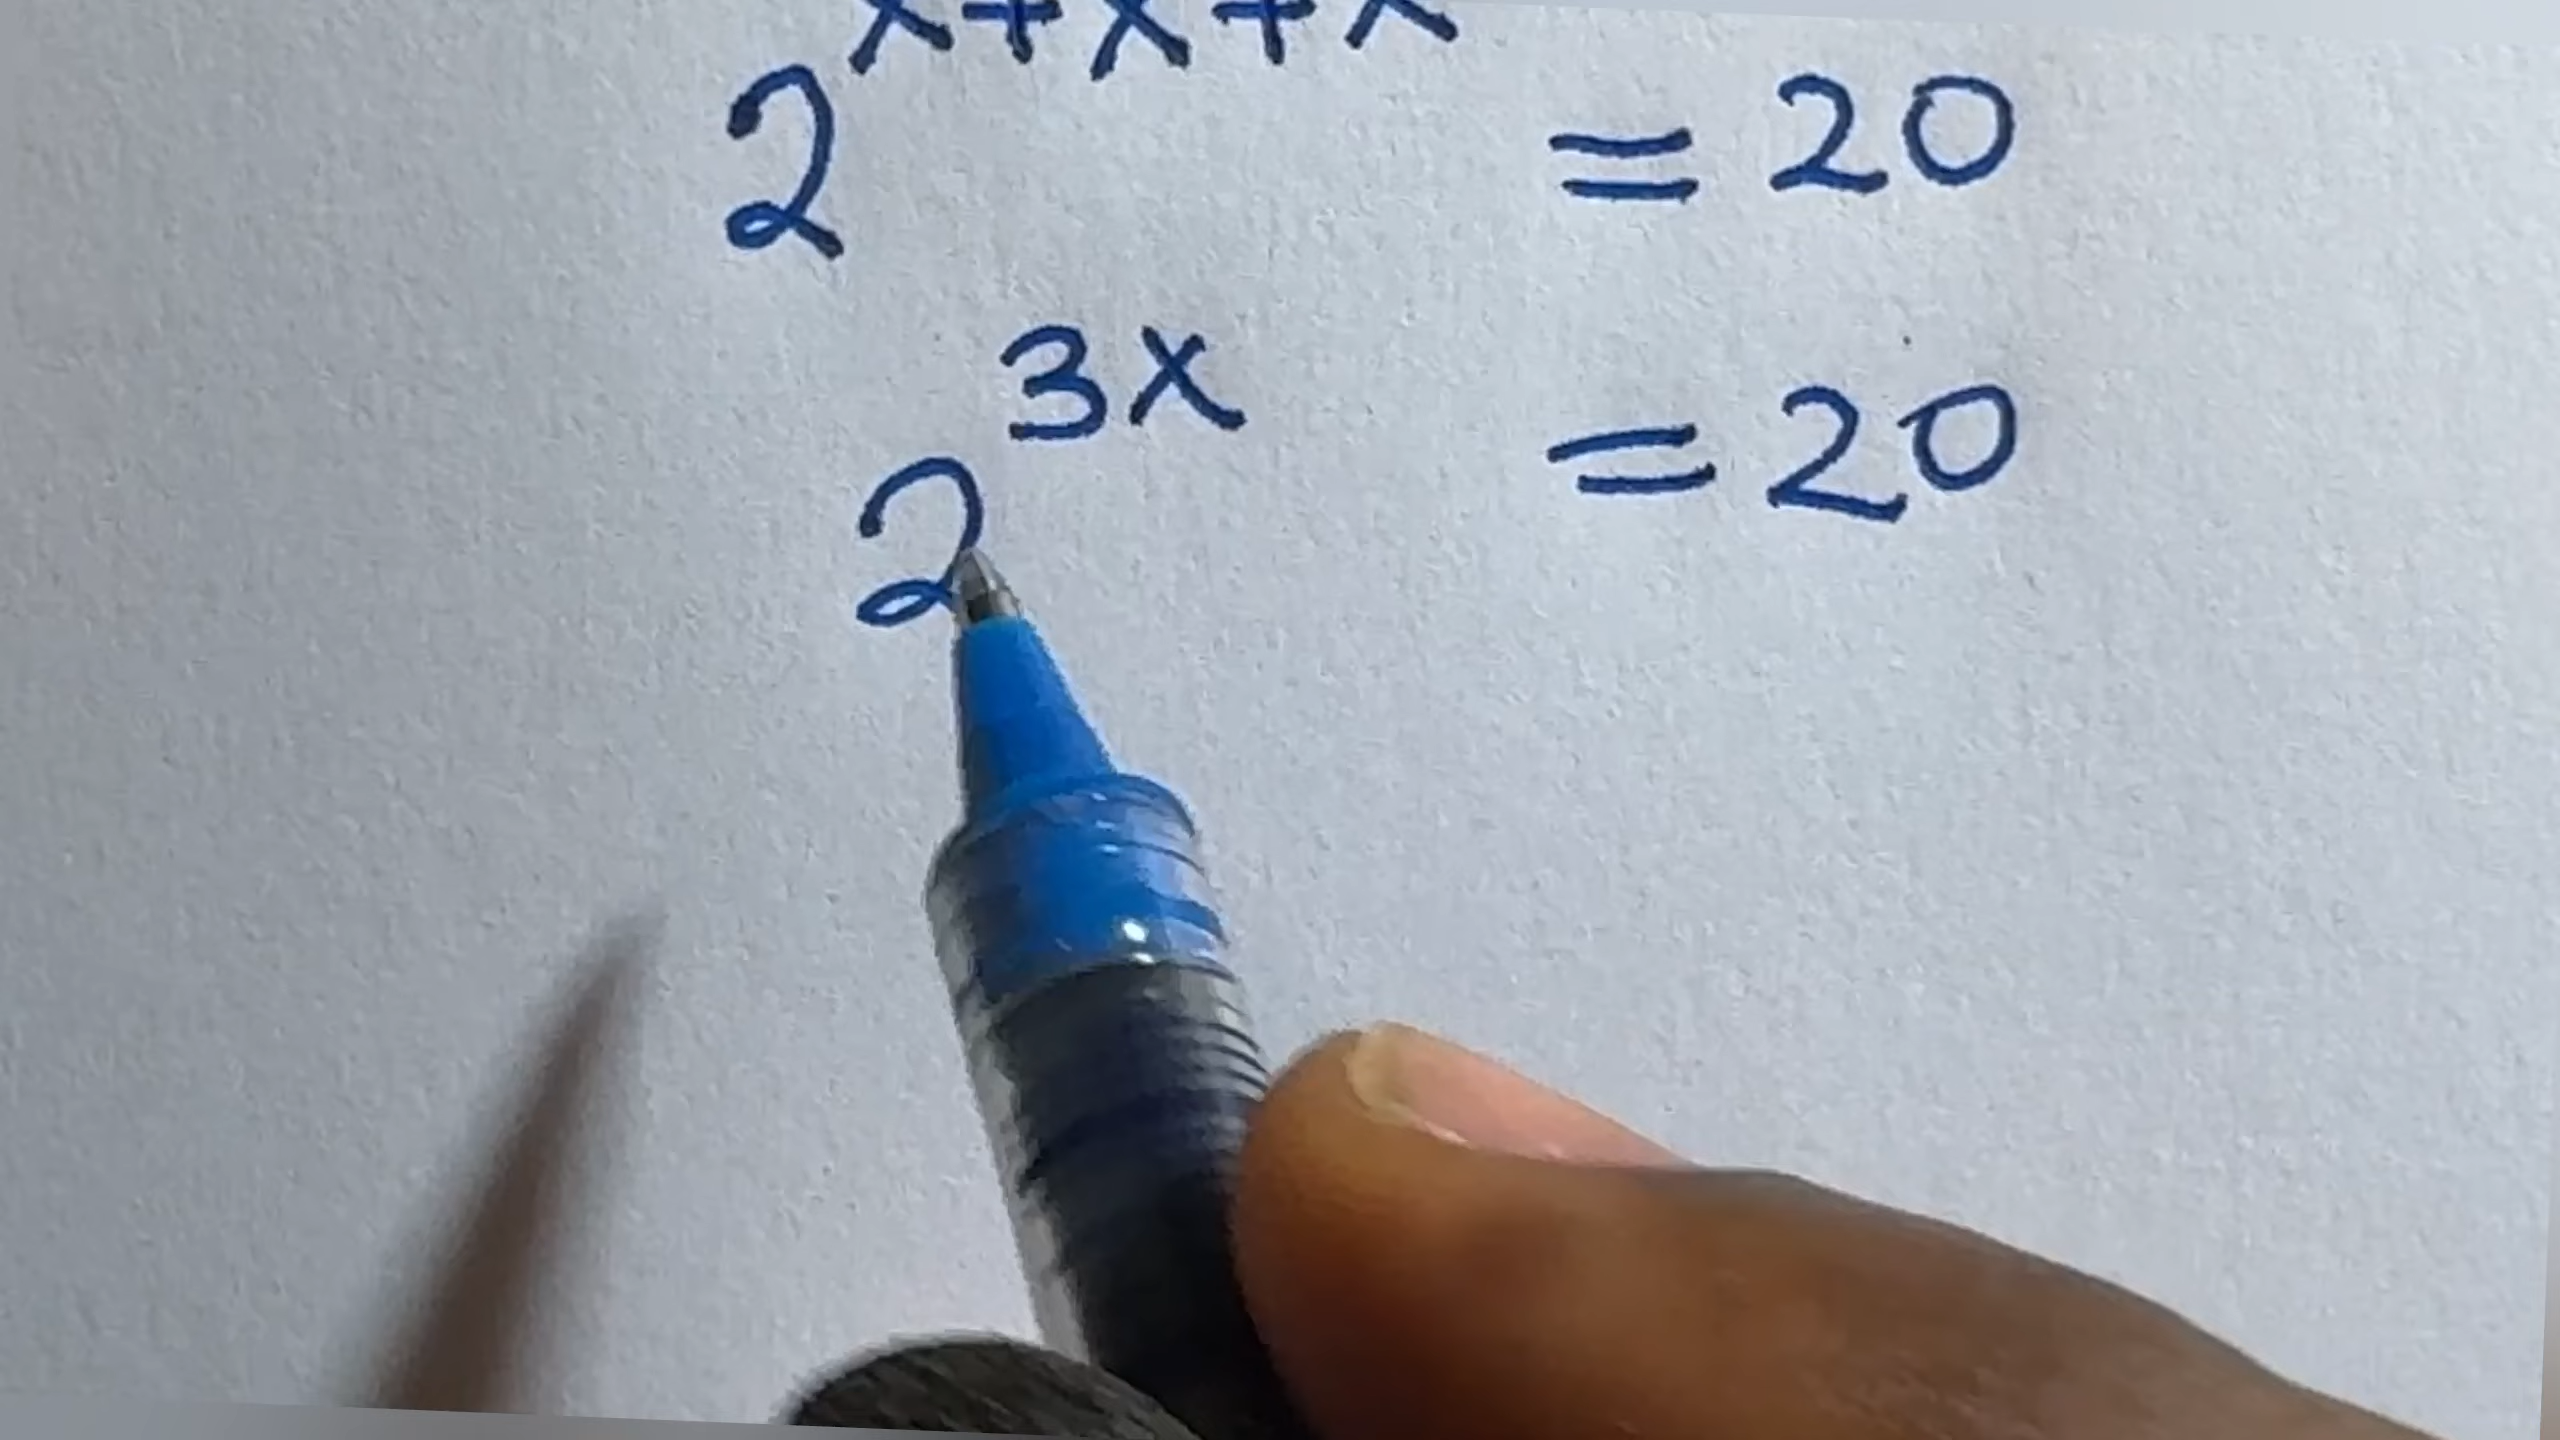 2^{x+x+x} = 20
2^{3x} = 20